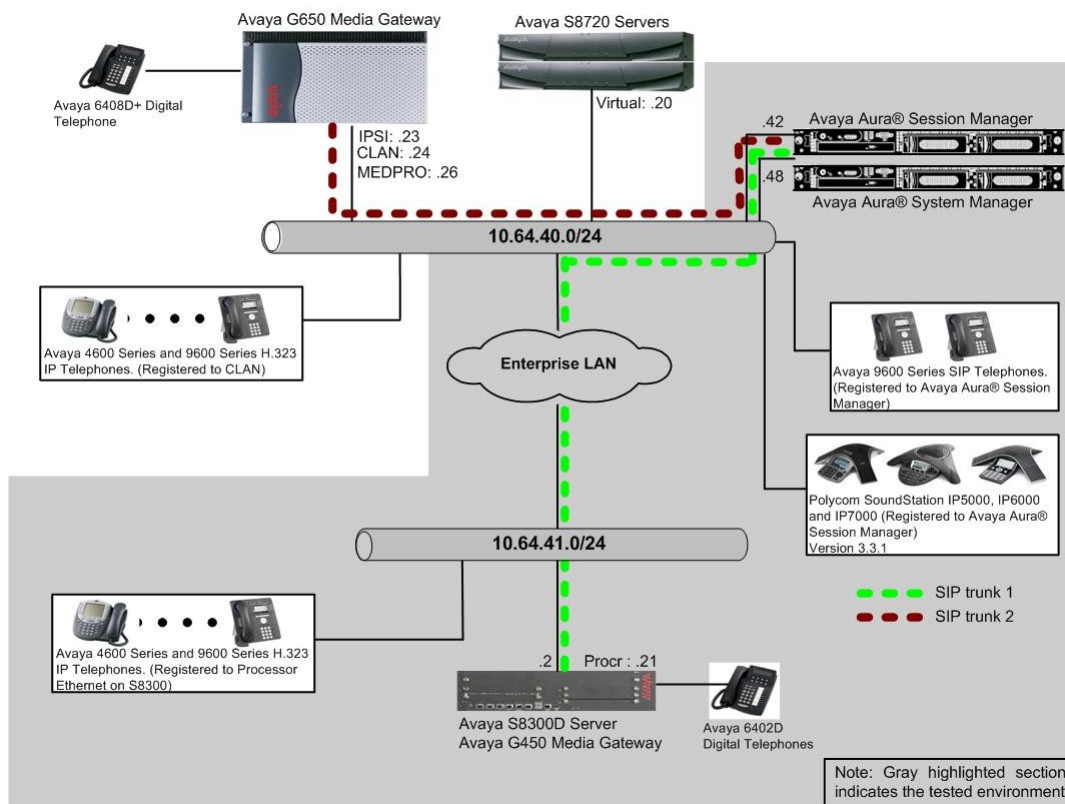 Avaya G650 Media Gateway
Avaya S8720 Servers
Avaya 6408D+ Digital
Telephone
AVAYA
Virtual: .20
IPSI: .23
CLAN: .24
MEDPRO: .26
.42
Avaya Aura® Session Manager
.48
Avaya Aura® System Manager
10.64.40.0/24
Avaya 4600 Series and 9600 Series H.323
IP Telephones. (Registered to CLAN)
Enterprise LAN
Avaya 9600 Series SIP Telephones.
(Registered to Avaya Aura® Session
Manager)
Polycom SoundStation IP5000, IP6000
and IP7000 (Registered to Avaya Aura®
Session Manager)
Version 3.3.1
10.64.41.0/24
SIP trunk 1
SIP trunk 2
Avaya 4600 Series and 9600 Series H.323
IP Telephones. (Registered to Processor
Ethernet on S8300)
.2
Procr : .21
AVAYA
Avaya S8300D Server
Avaya G450 Media Gateway
Avaya 6402D
Digital Telephones
Note: Gray highlighted section
indicates the tested environment